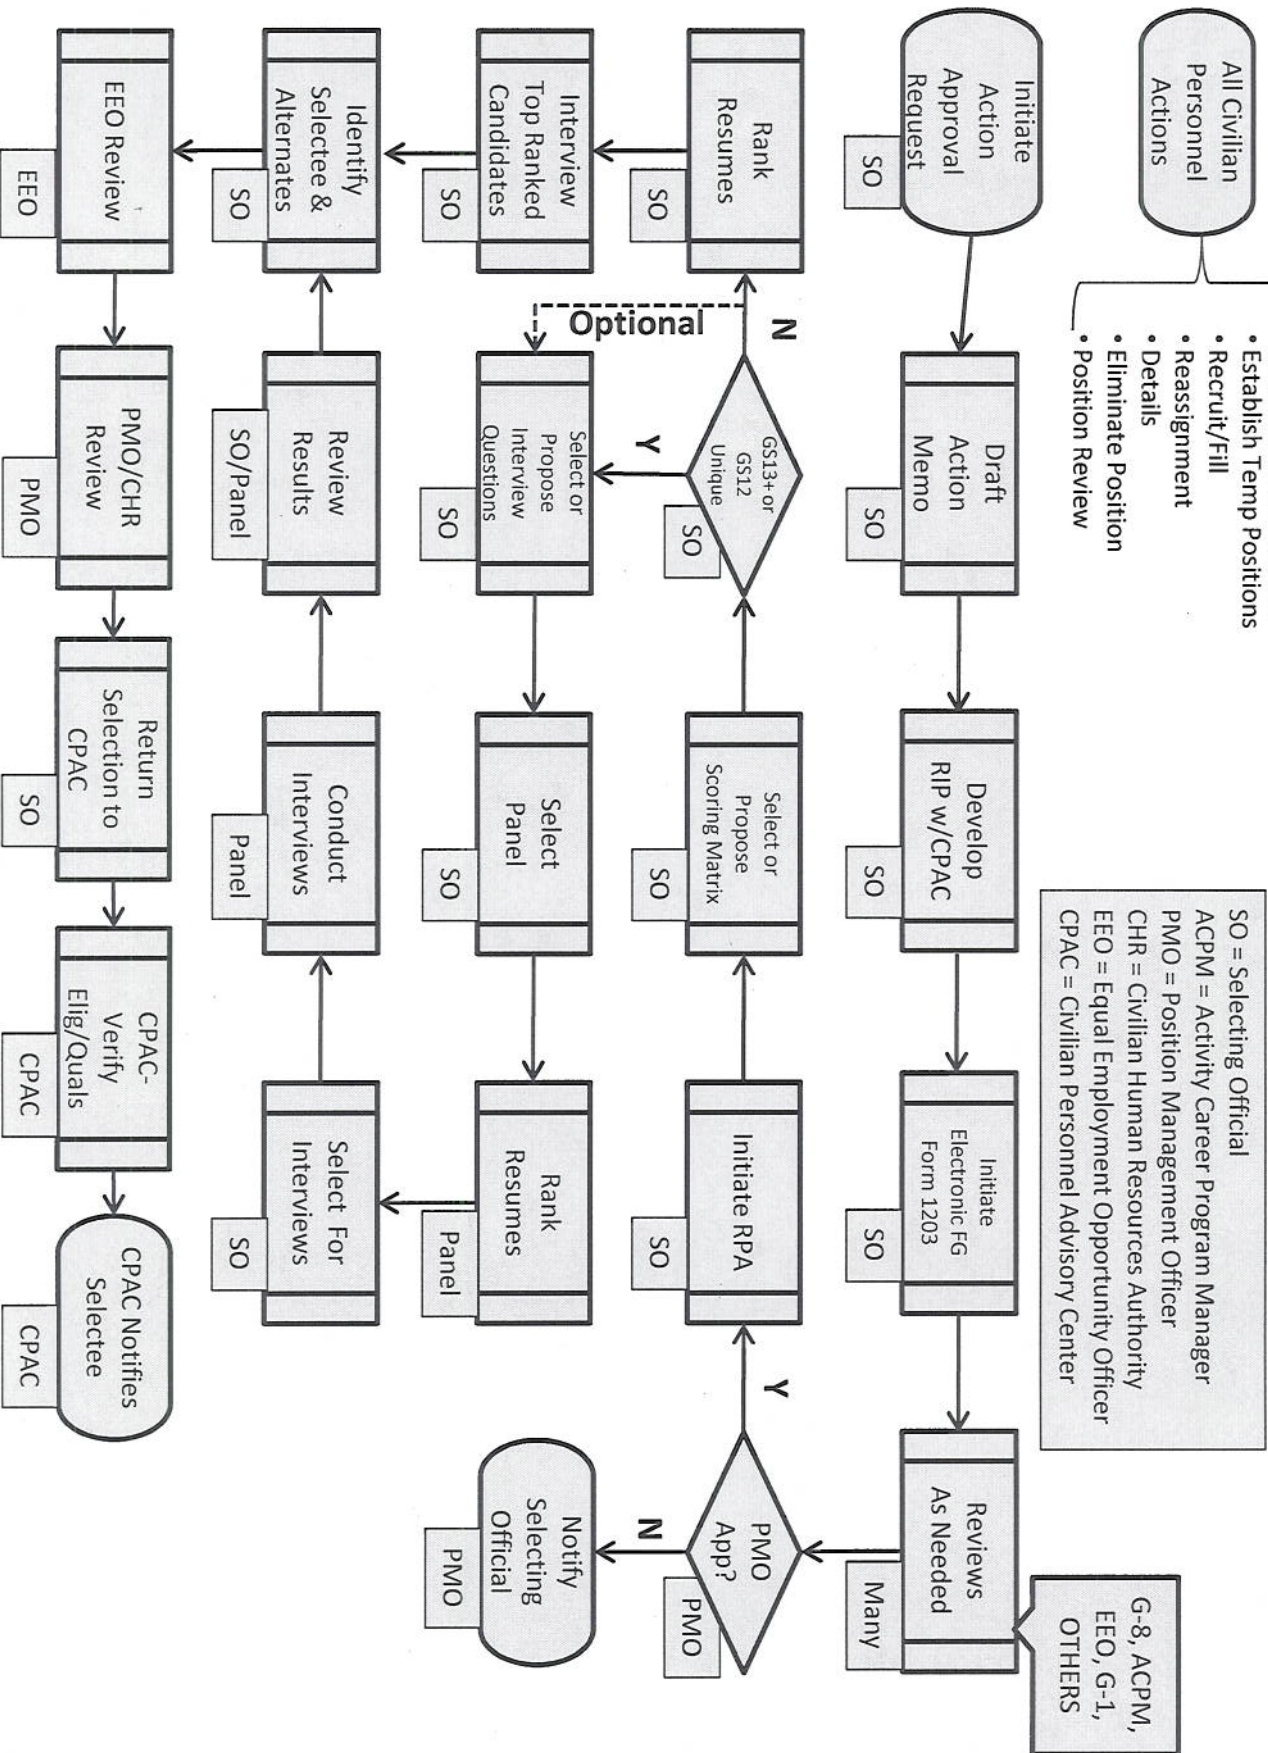 All Civilian
Personnel
Actions
• Establish Temp Positions
• Recruit/Fill
• Reassignment
• Details
• Eliminate Position
• Position Review
SO = Selecting Official
ACPM = Activity Career Program Manager
PMO = Position Management Officer
CHR = Civilian Human Resources Authority
EEO = Equal Employment Opportunity Officer
CPAC = Civilian Personnel Advisory Center
G-8, ACPM,
EEO, G-1,
OTHERS
Initiate
Action
Approval
Request
SO
Draft
Action
Memo
SO
Develop
RIP w/CPAC
SO
Initiate
Electronic FG
Form 1203
SO
Reviews
As Needed
Many
PMO
App?
PMO
N
Notify
Selecting
Official
PMO
Y
Initiate RPA
SO
Select or
Propose
Scoring Matrix
SO
GS13+ or
GS12
Unique
SO
N
Rank
Resumes
SO
Optional
Y
Interview
Top Ranked
Candidates
SO
Select or
Propose
Interview
Questions
SO
Select
Panel
SO
Rank
Resumes
Panel
Select For
Interviews
SO
Conduct
Interviews
Panel
Review
Results
SO/Panel
Identify
Selectee &
Alternates
SO
EEO Review
EEO
PMO/CHR
Review
PMO
Return
Selection to
CPAC
SO
CPAC-
Verify
Elig/Quals
CPAC
CPAC Notifies
Selectee
CPAC